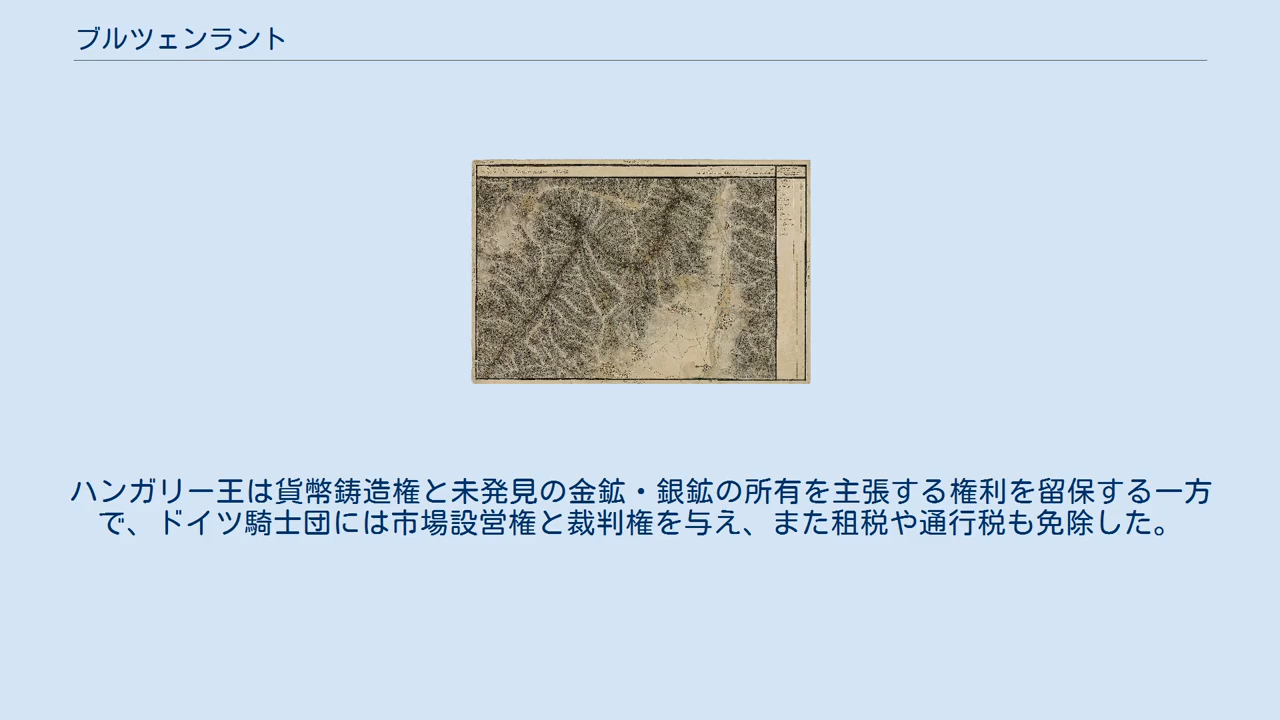 ブルツェンラント
ハンガリー王は貨幣鋳造権と未発見の金鉱・銀鉱の所有を主張する権利を留保する一方
で、ドイツ騎士団には市場設営権と裁判権を与え、また租税や通行税も免除した。